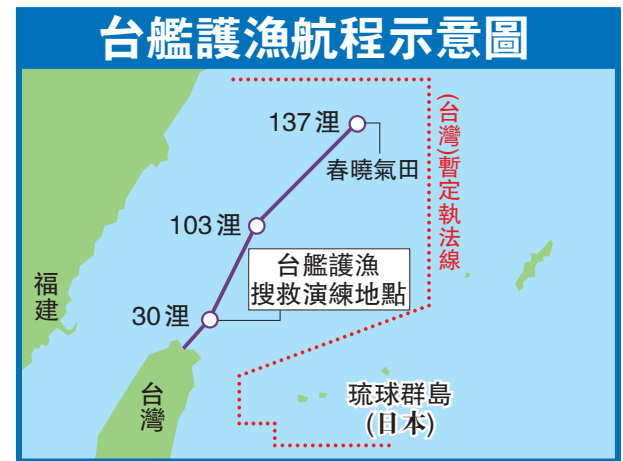 台艦護漁航程示意圖
137浬
春曉氣田
(台灣)暫定執法線
103浬
台艦護漁
搜救演練地點
福建
30浬
台灣
琉球群島
(日本)